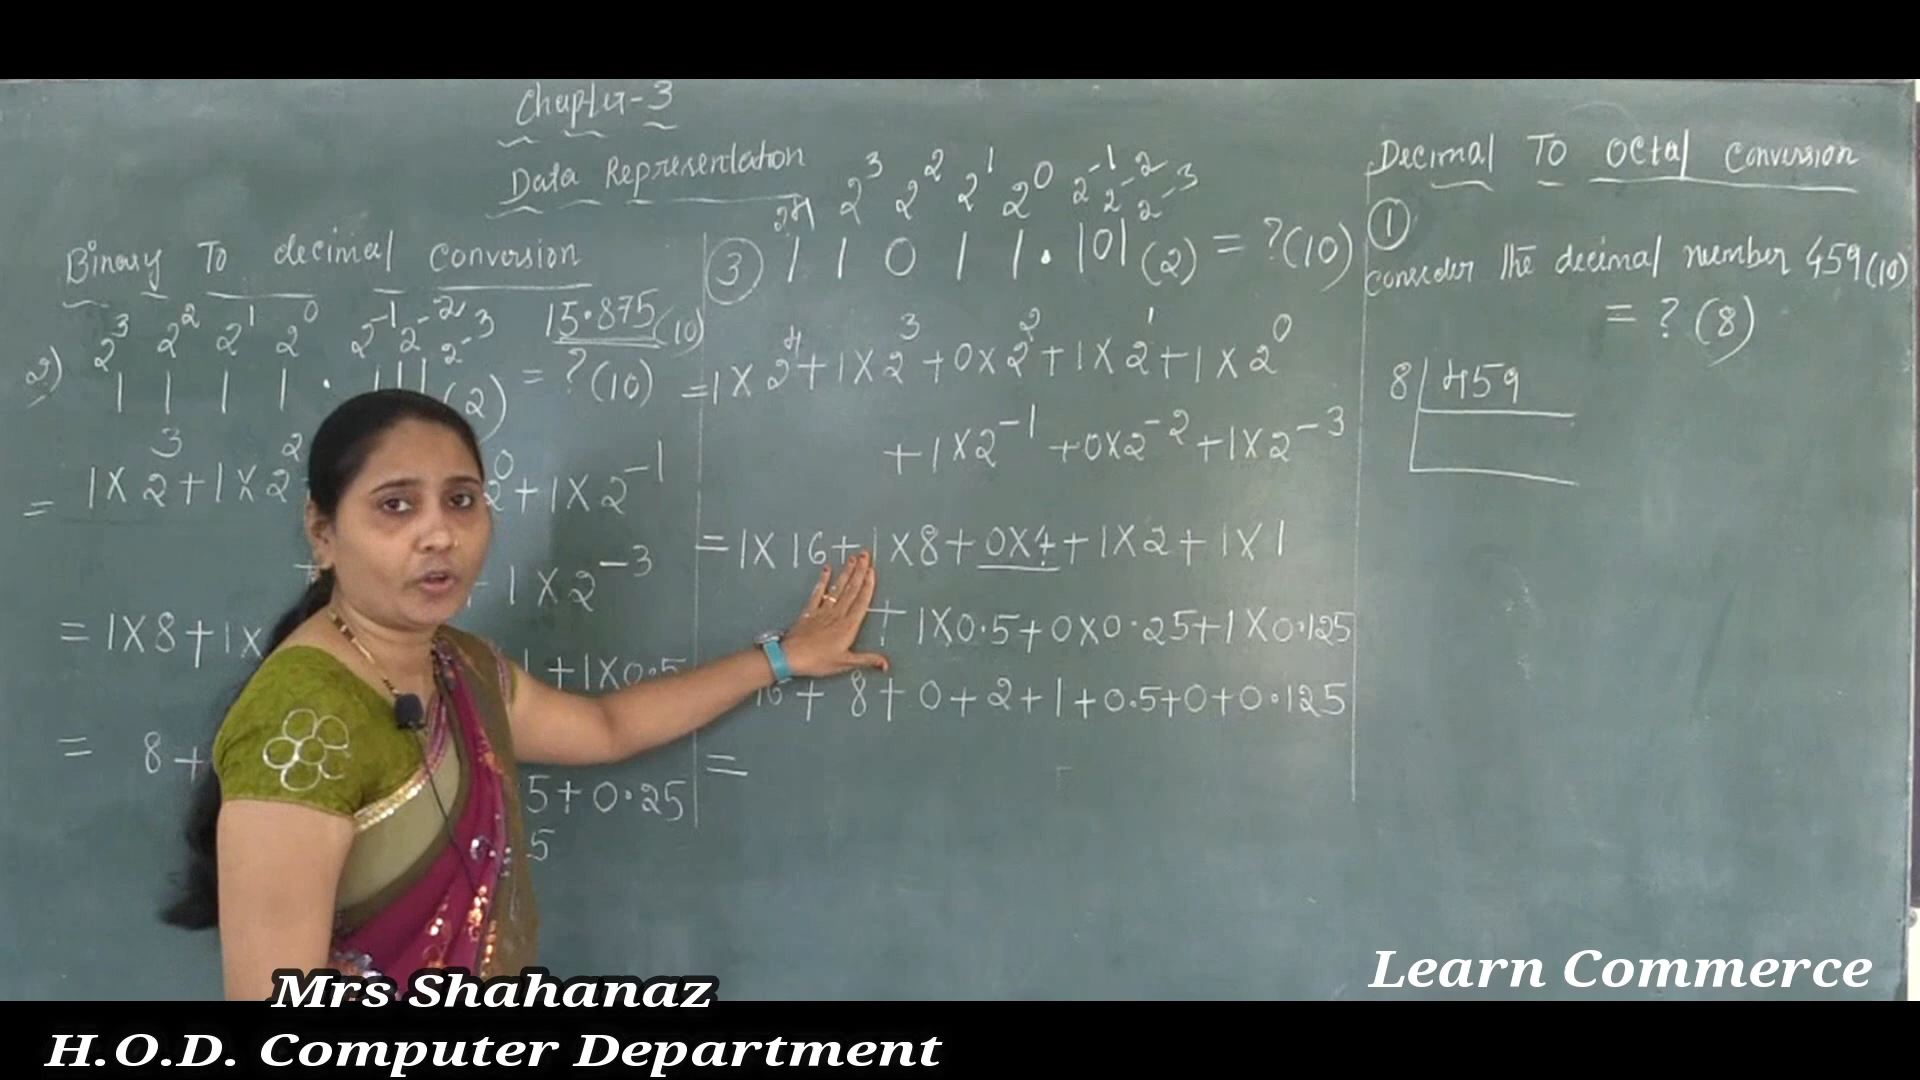 Chapter-3
Data Representation
Binary To decimal conversion
2³ 2² 2¹ 2⁰ 2⁻¹ 2⁻² 2⁻³
15.875(10)
2) 1 1 1 1 . 111(2) = ?(10)
= 1X2³+1X2² 2⁰+1X2⁻¹
+1X2⁻³
= 1X8+1X 1+1X0.5
= 8+ 5+0.25
5
2⁴ 2³ 2² 2¹ 2⁰ 2⁻¹ 2⁻² 2⁻³
③ 1 1 0 1 1 . 101(2) = ?(10)
=1X2⁴+1X2³+0X2²+1X2¹+1X2⁰
+1X2⁻¹+0X2⁻²+1X2⁻³
=1X16+1X8+0X4+1X2+1X1
+1X0.5+0X0.25+1X0.125
16+8+0+2+1+0.5+0+0.125
=
Decimal TO Octal conversion
①
consider the decimal number 459(10)
= ? (8)
8 459
Learn Commerce
Mrs Shahanaz
H.O.D. Computer Department